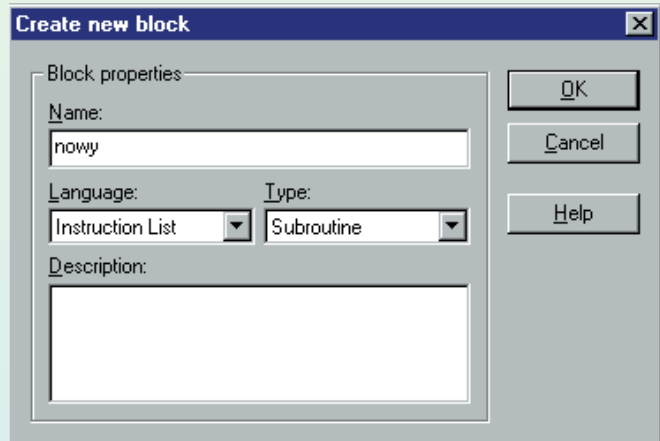 Create new block
Block properties
Name:
nowy
Language: Type:
Instruction List Subroutine
Description:
OK
Cancel
Help